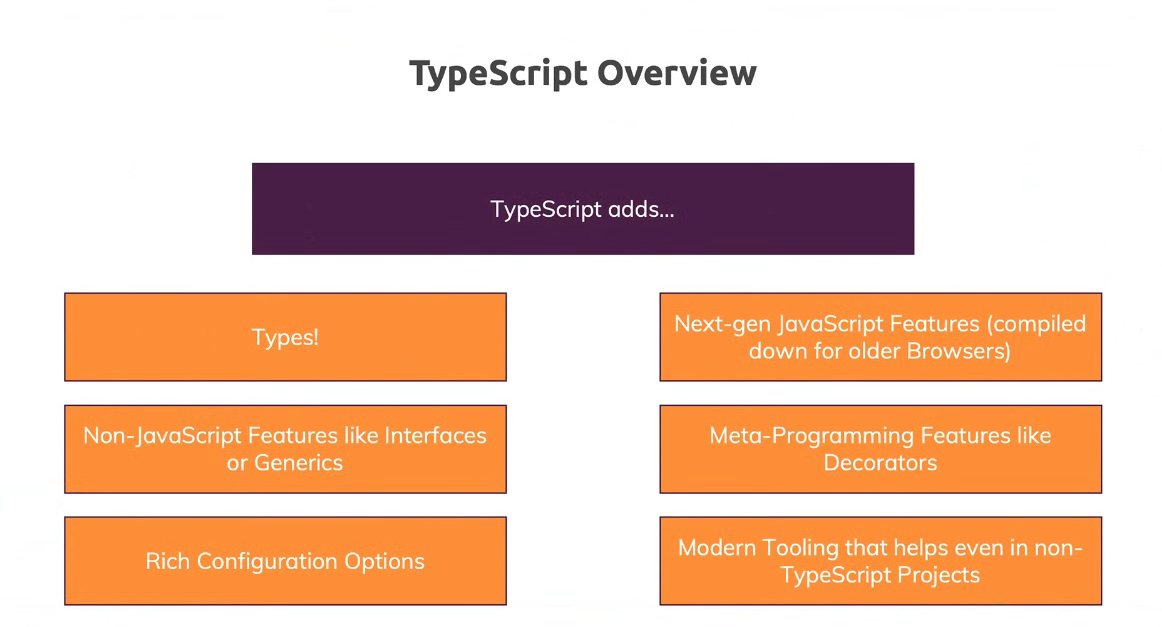 TypeScript Overview
TypeScript adds...
Types!
Next-gen JavaScript Features (compiled
down for older Browsers)
Non-JavaScript Features like Interfaces
or Generics
Meta-Programming Features like
Decorators
Rich Configuration Options
Modern Tooling that helps even in non-
TypeScript Projects